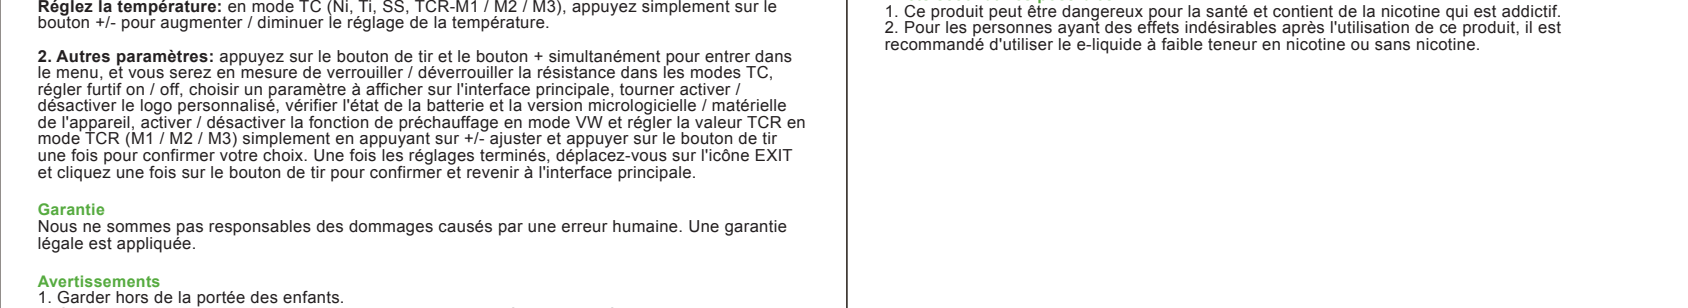 Réglez la température: en mode TC (Ni, Ti, SS, TCR-M1 / M2 / M3), appuyez simplement sur le
bouton +/- pour augmenter / diminuer le réglage de la température.
2. Autres paramètres: appuyez sur le bouton de tir et le bouton + simultanément pour entrer dans
le menu, et vous serez en mesure de verrouiller / déverrouiller la résistance dans les modes TC,
régler furtif on / off, choisir un paramètre à afficher sur l'interface principale, tourner activer /
désactiver le logo personnalisé, vérifier l'état de la batterie et la version micrologicielle / matérielle
de l'appareil, activer / désactiver la fonction de préchauffage en mode VW et régler la valeur TCR en
mode TCR (M1 / M2 / M3) simplement en appuyant sur +/- ajuster et appuyer sur le bouton de tir
une fois pour confirmer votre choix. Une fois les réglages terminés, déplacez-vous sur l'icône EXIT
et cliquez une fois sur le bouton de tir pour confirmer et revenir à l'interface principale.
Garantie
Nous ne sommes pas responsables des dommages causés par une erreur humaine. Une garantie
légale est appliquée.
Avertissements
1. Garder hors de la portée des enfants.
1. Ce produit peut être dangereux pour la santé et contient de la nicotine qui est addictif.
2. Pour les personnes ayant des effets indésirables après l'utilisation de ce produit, il est
recommandé d'utiliser le e-liquide à faible teneur en nicotine ou sans nicotine.